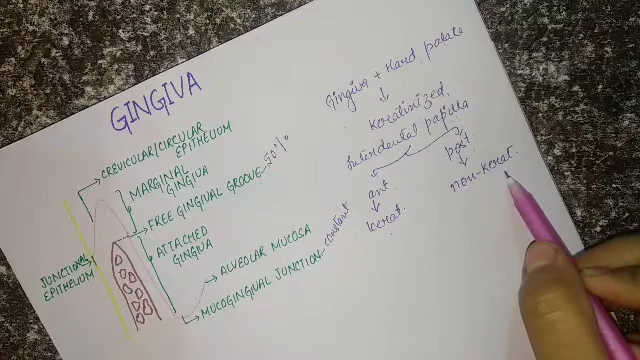 GINGIVA
CREVICULAR/CIRCULAR
EPITHELIUM
MARGINAL
GINGIVA
FREE GINGIVAL GROOVE - 50%
ATTACHED
GINGIVA
JUNCTIONAL
EPITHELIUM
ALVEOLAR MUCOSA
MUCOGINGIVAL JUNCTION - constant
Gingiva + Hard palate
↓
Keratinized,
Interdental papilla
ant
↓
kerat.
post.
↓
non-kerat.